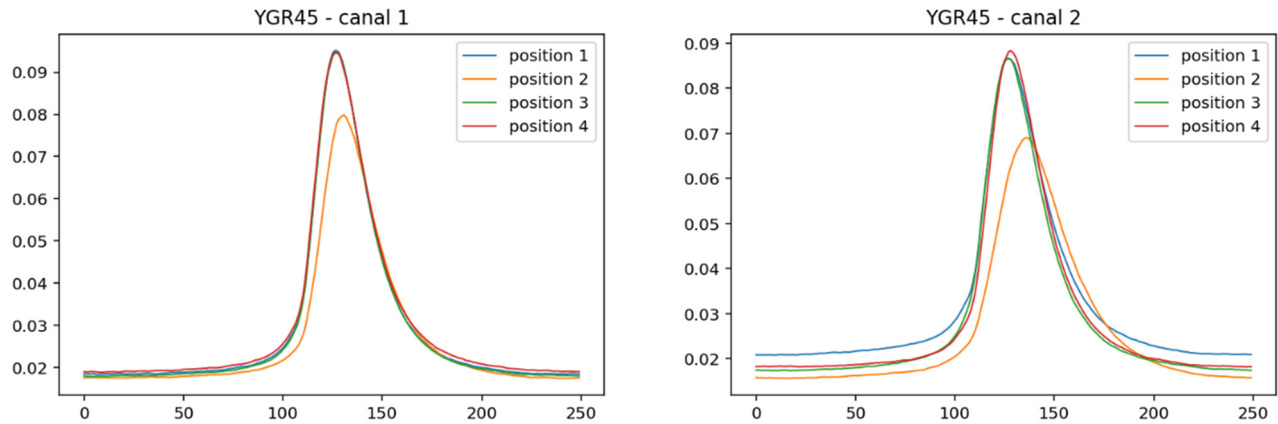 YGR45 - canal 1
position 1
position 2
position 3
position 4
0.09
0.08
0.07
0.06
0.05
0.04
0.03
0.02
0 50 100 150 200 250
YGR45 - canal 2
position 1
position 2
position 3
position 4
0.09
0.08
0.07
0.06
0.05
0.04
0.03
0.02
0 50 100 150 200 250